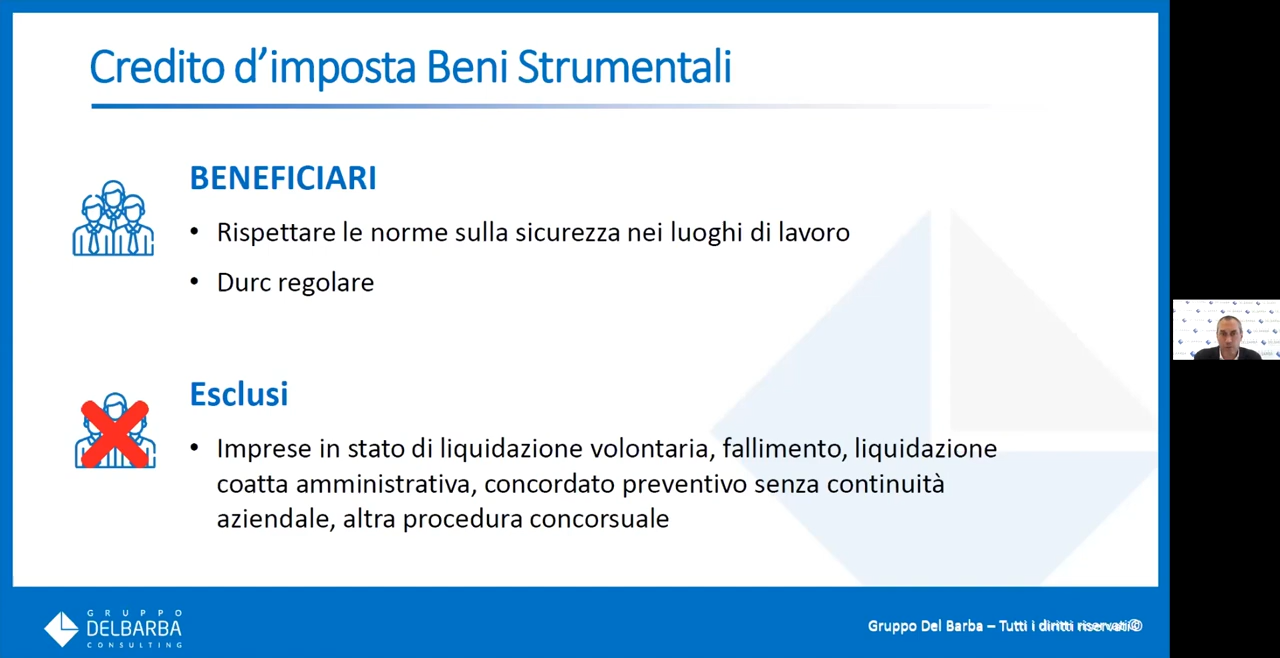 Credito d'imposta Beni Strumentali
BENEFICIARI
• Rispettare le norme sulla sicurezza nei luoghi di lavoro
• Durc regolare
Esclusi
• Imprese in stato di liquidazione volontaria, fallimento, liquidazione
coatta amministrativa, concordato preventivo senza continuità
aziendale, altra procedura concorsuale
GRUPPO
DELBARBA
CONSULTING
Gruppo Del Barba – Tutti i diritti riservati©